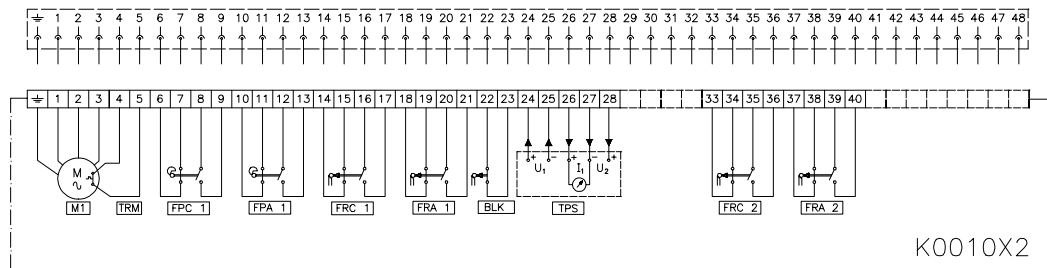 1 2 3 4 5 6 7 8 9 10 11 12 13 14 15 16 17 18 19 20 21 22 23 24 25 26 27 28 29 30 31 32 33 34 35 36 37 38 39 40 41 42 43 44 45 46 47 48
1 2 3 4 5 6 7 8 9 10 11 12 13 14 15 16 17 18 19 20 21 22 23 24 25 26 27 28 33 34 35 36 37 38 39 40
+ − + − +
U1 I1 U2
M
M1 TRM FPC 1 FPA 1 FRC 1 FRA 1 BLK TPS FRC 2 FRA 2
K0010X2